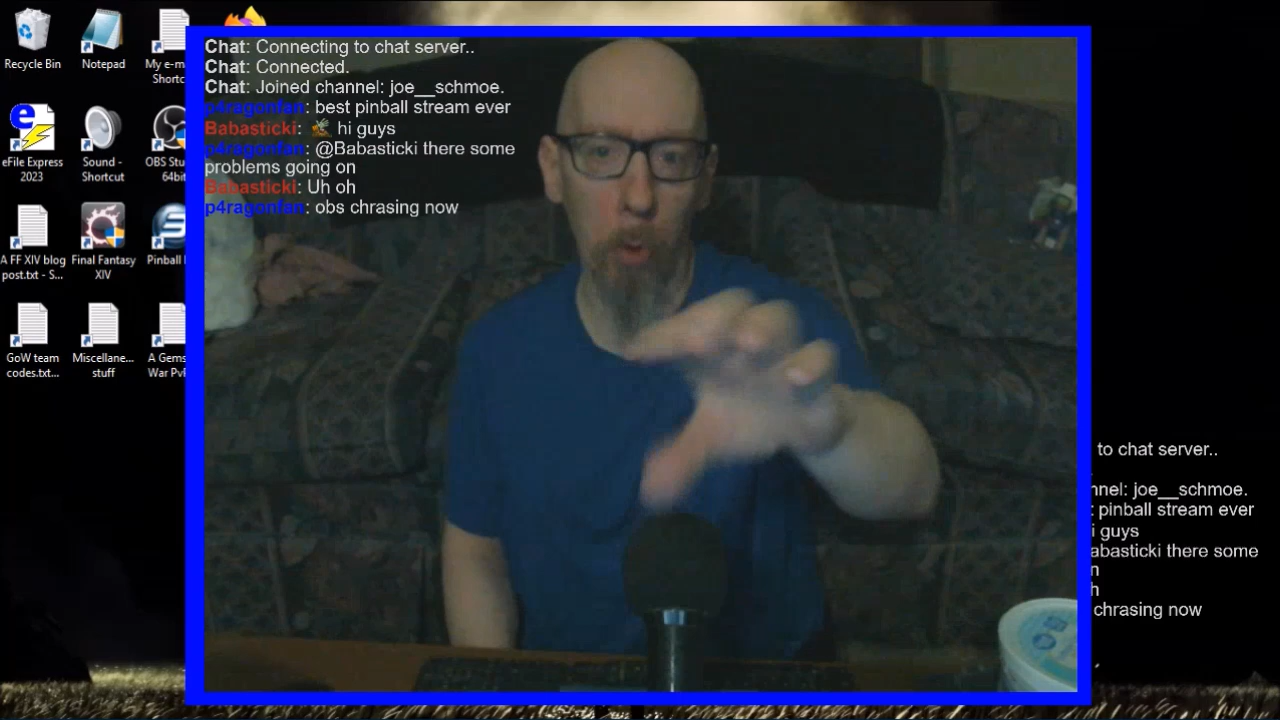 Recycle Bin
Notepad
My e-m
Shortc
eFile Express
2023
Sound -
Shortcut
OBS Stu
64bit
A FF XIV blog
post.txt - S...
Final Fantasy
XIV
Pinball
GoW team
codes.txt...
Miscellane...
stuff
A Gems
War PvP
Chat: Connecting to chat server..
Chat: Connected.
Chat: Joined channel: joe__schmoe.
p4ragonfan: best pinball stream ever
Babasticki: hi guys
p4ragonfan: @Babasticki there some
problems going on
Babasticki: Uh oh
p4ragonfan: obs chrasing now
to chat server..
nnel: joe__schmoe.
: pinball stream ever
i guys
abasticki there some
n
h
chrasing now